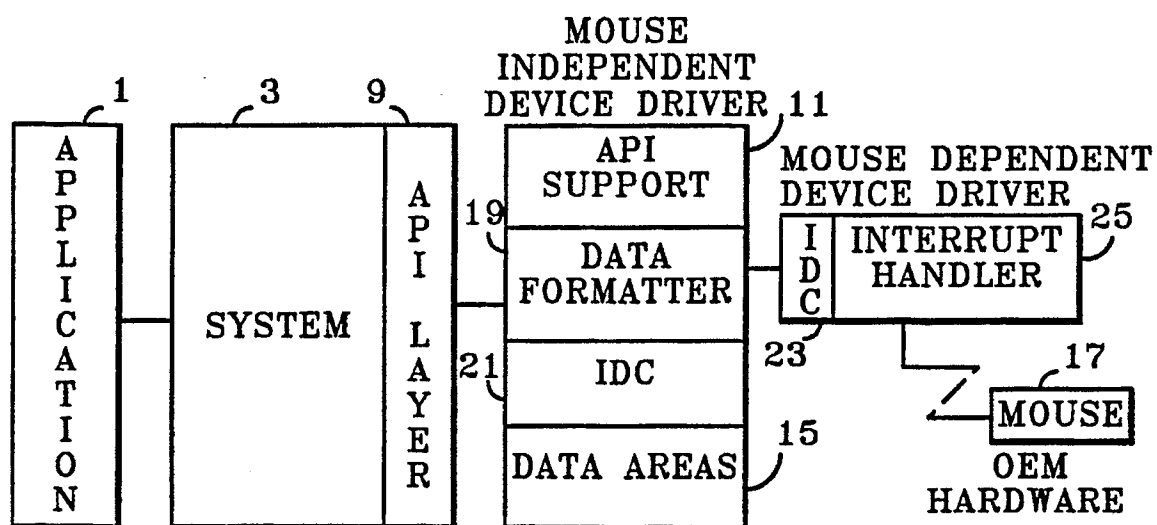 MOUSE
INDEPENDENT
DEVICE DRIVER
1
3
9
11
APPLICATION
SYSTEM
API LAYER
API
SUPPORT
19
DATA
FORMATTER
21
IDC
15
DATA AREAS
MOUSE DEPENDENT
DEVICE DRIVER
IDC
INTERRUPT
HANDLER
25
23
17
MOUSE
OEM
HARDWARE